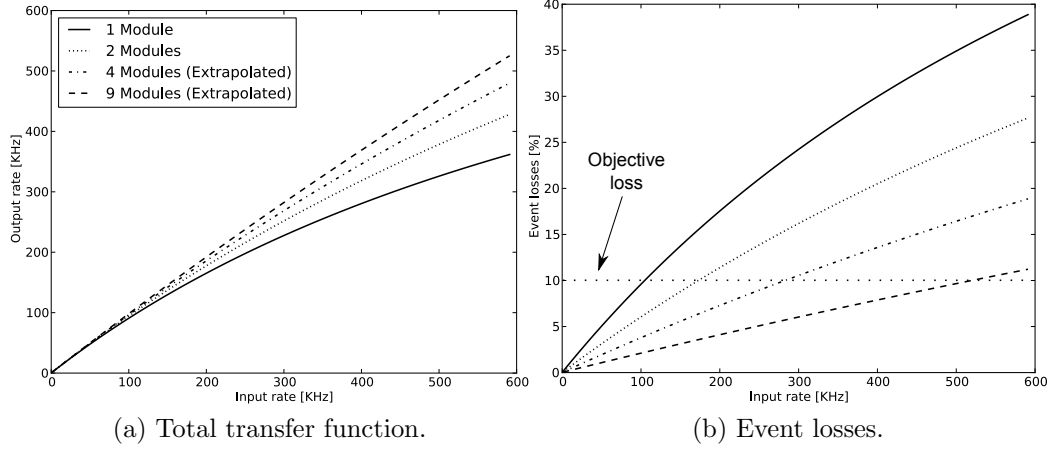 600
500
400
300
200
100
0
Output rate [KHz]
1 Module
2 Modules
4 Modules (Extrapolated)
9 Modules (Extrapolated)
0 100 200 300 400 500 600
Input rate [KHz]
(a) Total transfer function.
40
35
30
25
20
15
10
5
0
Event losses [%]
Objective
loss
0 100 200 300 400 500 600
Input rate [KHz]
(b) Event losses.